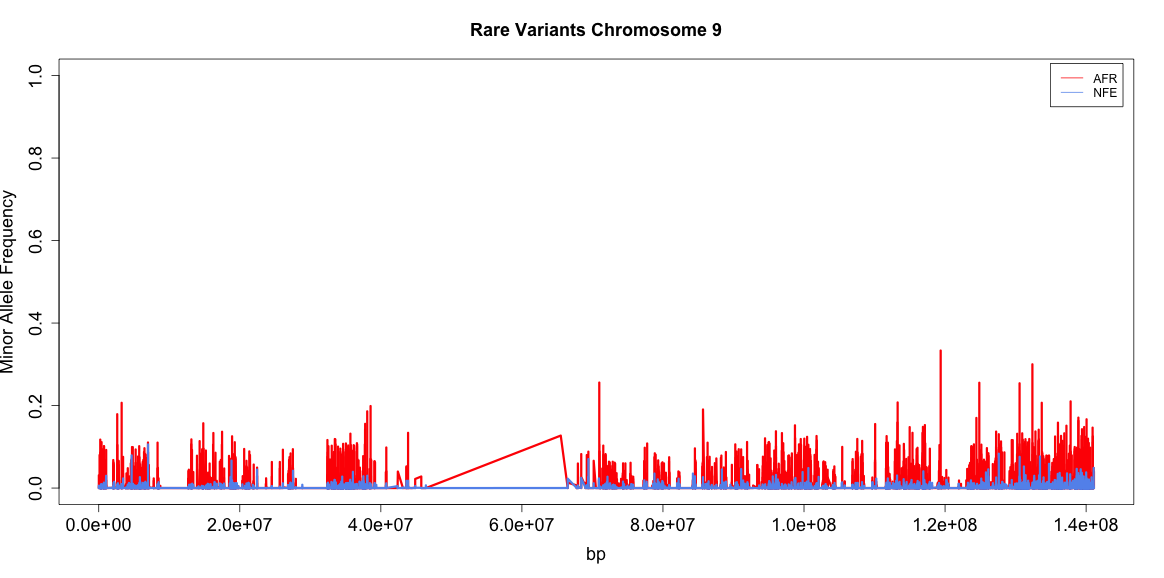 Rare Variants Chromosome 9
AFR
NFE
Minor Allele Frequency
1.0
0.8
0.6
0.4
0.2
0.0
0.0e+00 2.0e+07 4.0e+07 6.0e+07 8.0e+07 1.0e+08 1.2e+08 1.4e+08
bp